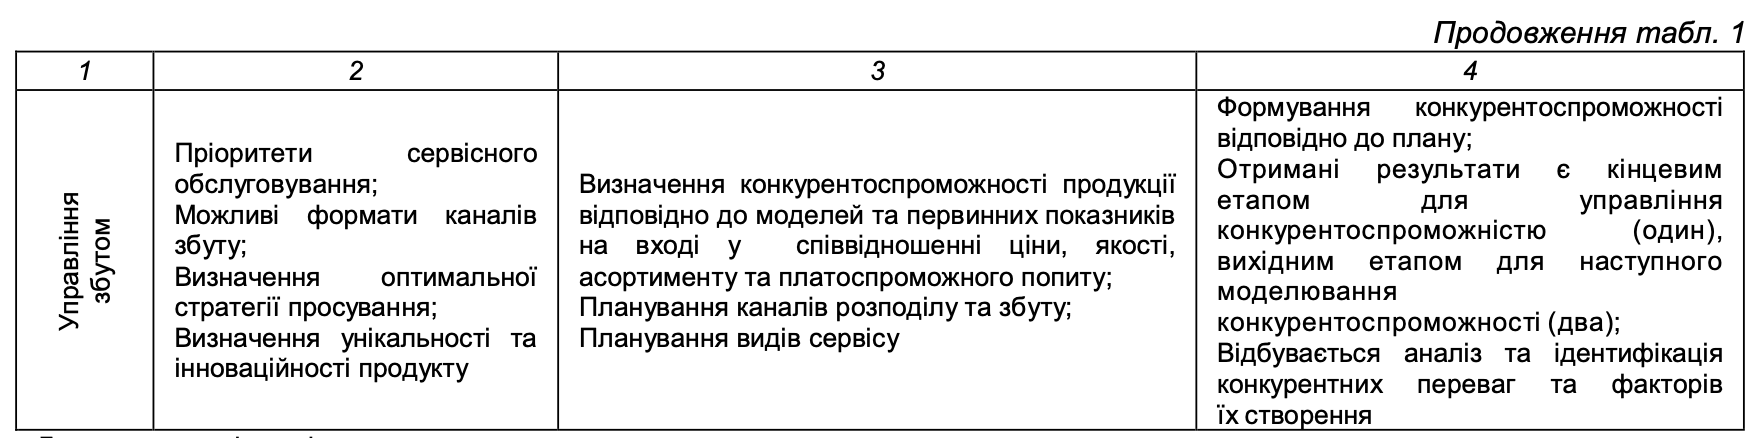 Продовження табл. 1
1
2
3
4
Управління
збутом
Пріоритети сервісного
обслуговування;
Можливі формати каналів
збуту;
Визначення оптимальної
стратегії просування;
Визначення унікальності та
інноваційності продукту
Визначення конкурентоспроможності продукції
відповідно до моделей та первинних показників
на вході у співвідношенні ціни, якості,
асортименту та платоспроможного попиту;
Планування каналів розподілу та збуту;
Планування видів сервісу
Формування конкурентоспроможності
відповідно до плану;
Отримані результати є кінцевим
етапом для управління
конкурентоспроможністю (один),
вихідним етапом для наступного
моделювання
конкурентоспроможності (два);
Відбувається аналіз та ідентифікація
конкурентних переваг та факторів
їх створення